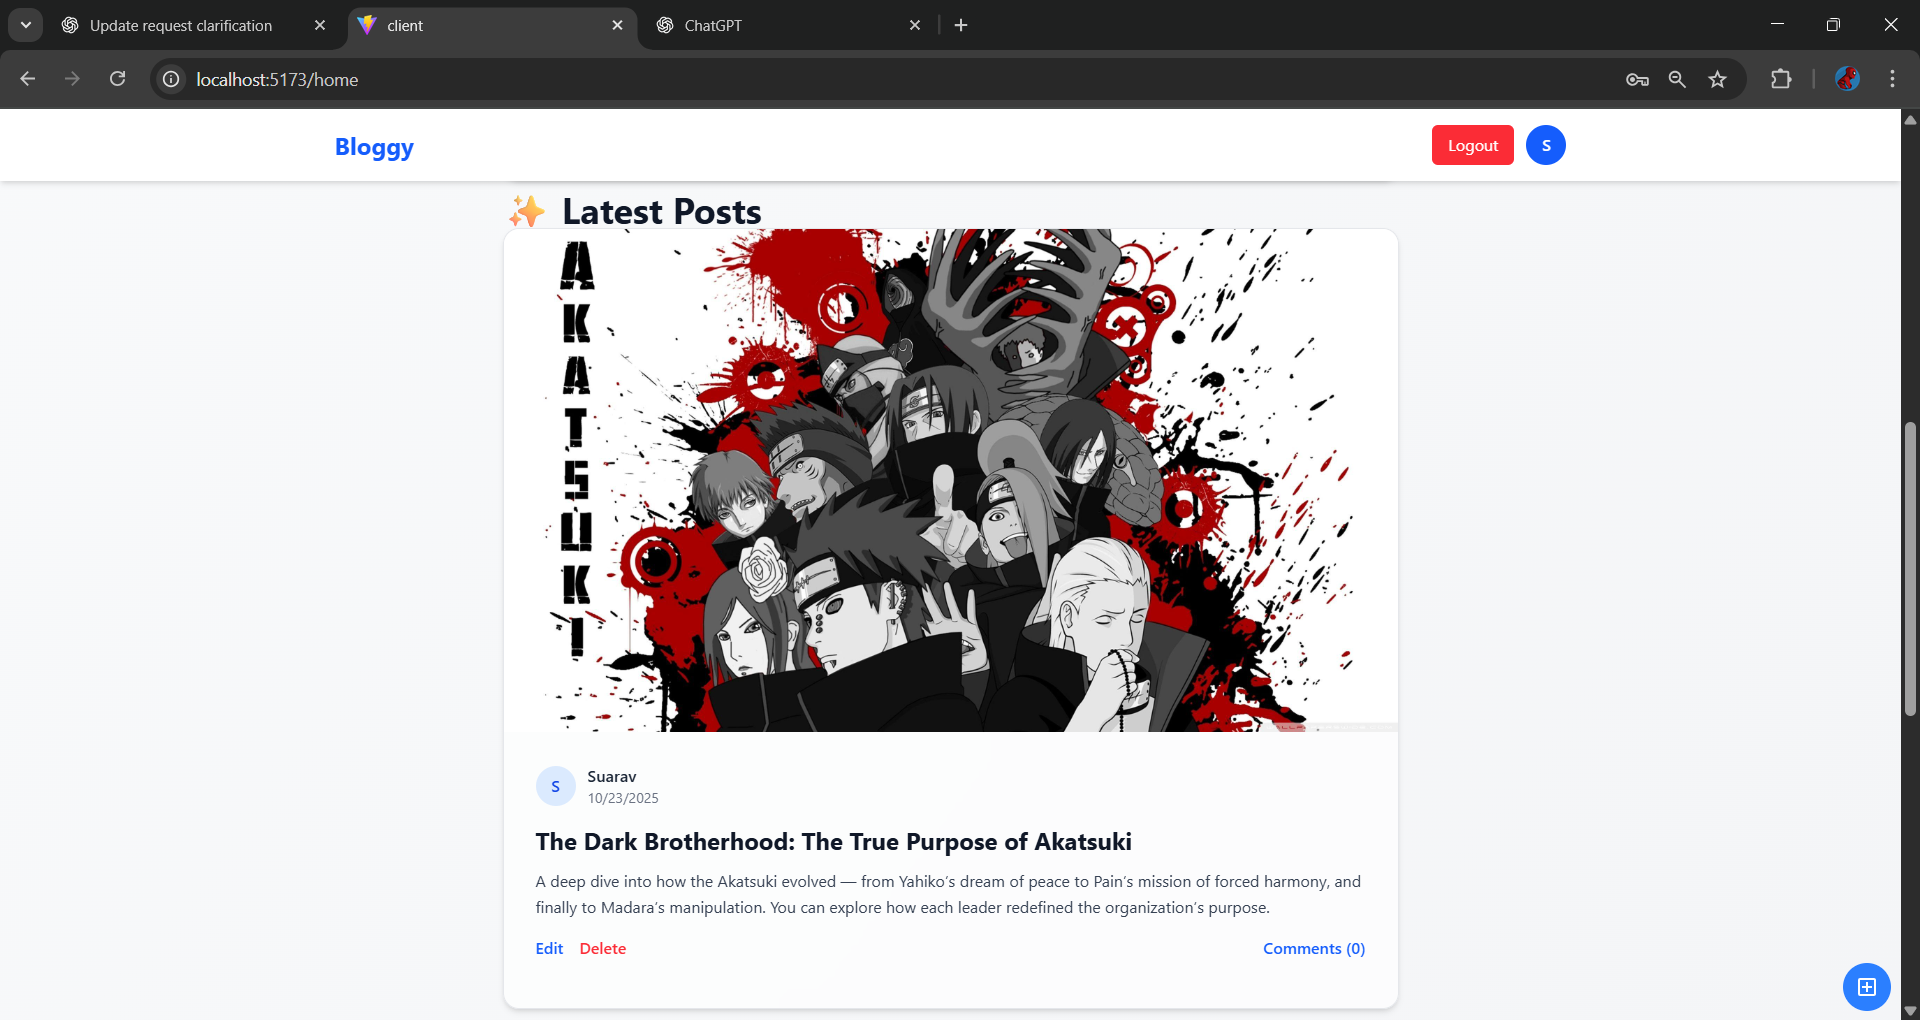 Update request clarification
client
ChatGPT
localhost:5173/home
Bloggy
Logout
S
✨ Latest Posts
AKATSUKI
S
Suarav
10/23/2025
The Dark Brotherhood: The True Purpose of Akatsuki
A deep dive into how the Akatsuki evolved — from Yahiko's dream of peace to Pain's mission of forced harmony, and
finally to Madara's manipulation. You can explore how each leader redefined the organization's purpose.
Edit Delete
Comments (0)